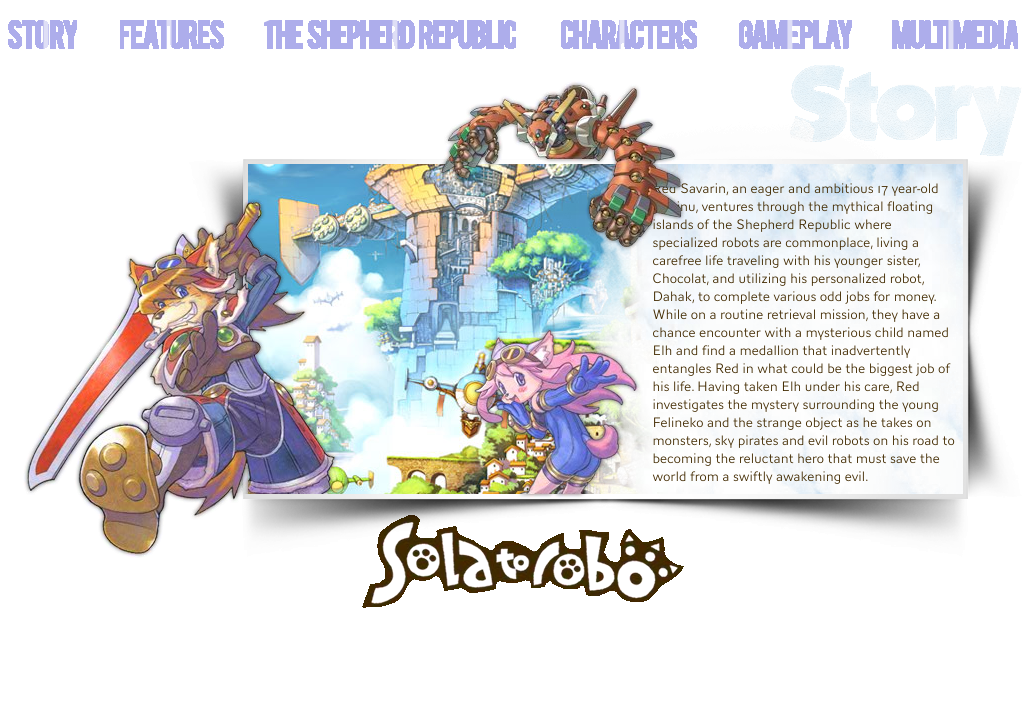 STORY FEATURES THE SHEPHERD REPUBLIC CHARACTERS GAMEPLAY MULTIMEDIA
Story
Red Savarin, an eager and ambitious 17 year-old
islands of the Shepherd Republic where
ventures through the mythical floating
specialized robots are commonplace, living a
carefree life traveling with his younger sister,
Chocolat, and utilizing his personalized robot,
Dahak, to complete various odd jobs for money.
While on a routine retrieval mission, they have a
chance encounter with a mysterious child named
Elh and find a medallion that inadvertently
entangles Red in what could be the biggest job of
his life. Having taken Elh under his care, Red
investigates the mystery surrounding the young
Felineko and the strange object as he takes on
monsters, sky pirates and evil robots on his road to
becoming the reluctant hero that must save the
world from a swiftly awakening evil.
Solatorobo